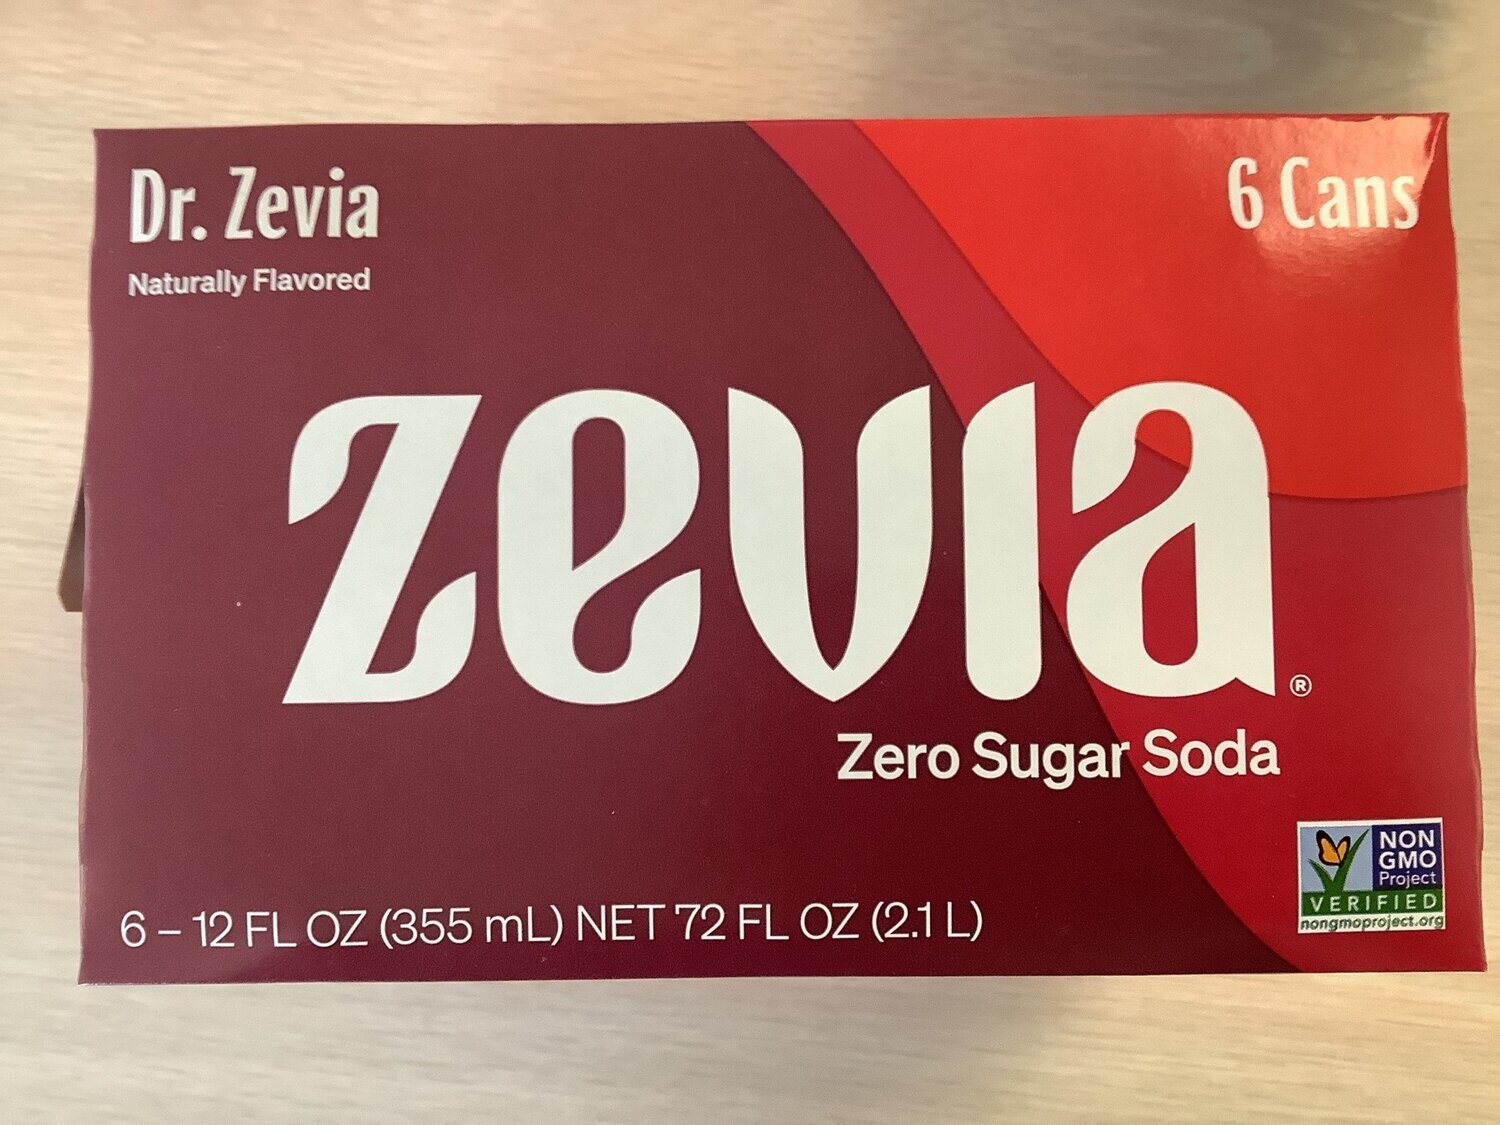 Dr. Zevia
Naturally Flavored
6 Cans
zevia®
Zero Sugar Soda
6 – 12 FL OZ (355 mL) NET 72 FL OZ (2.1 L)
NON
GMO
Project
VERIFIED
nongmoproject.org